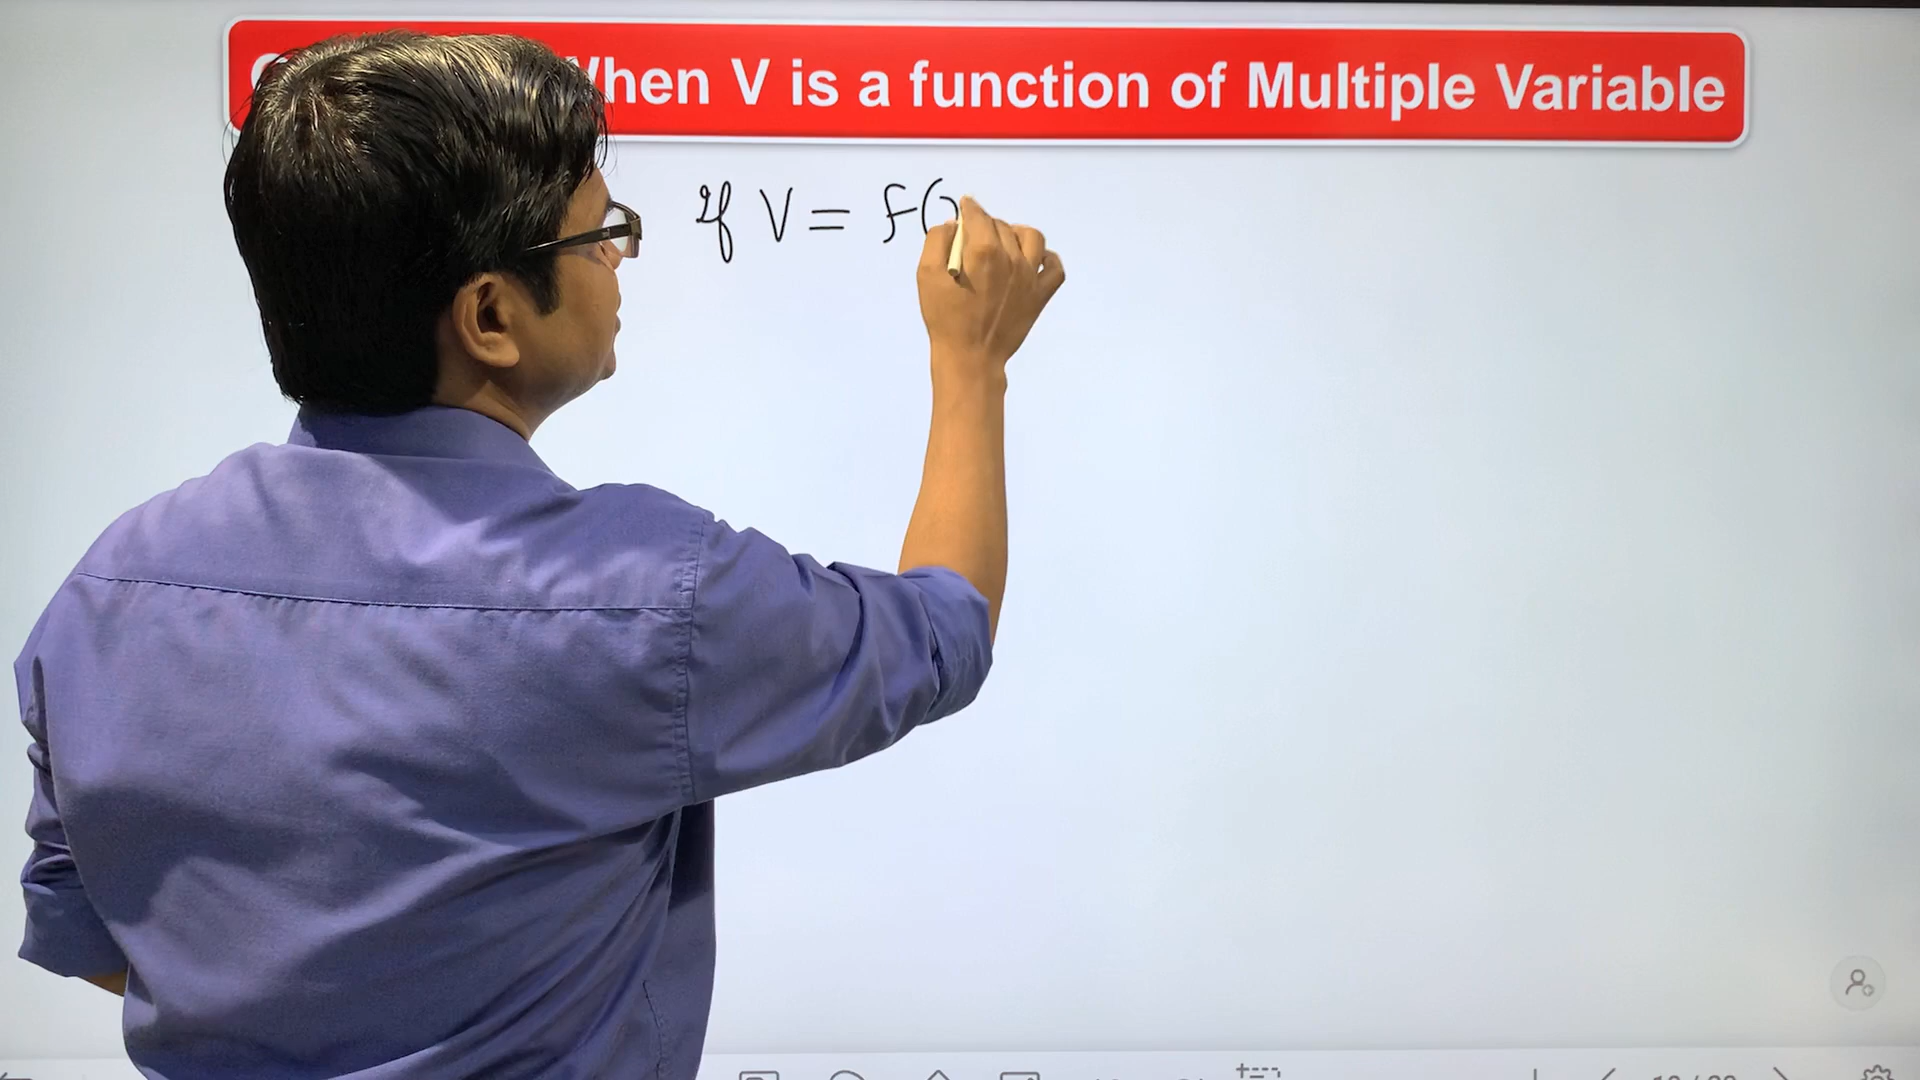 When V is a function of Multiple Variable
if V = f(